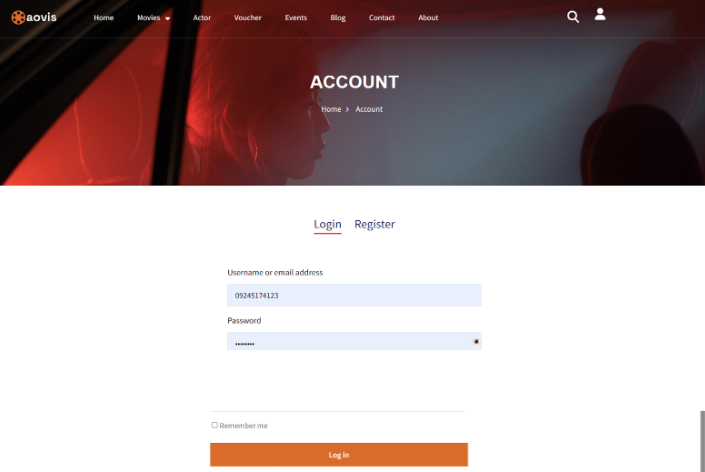 aovis Home Movies Actor Voucher Events Blog Contact About
ACCOUNT
Home > Account
Login Register
Username or email address
09245174123
Password
••••••••
Remember me
Log in